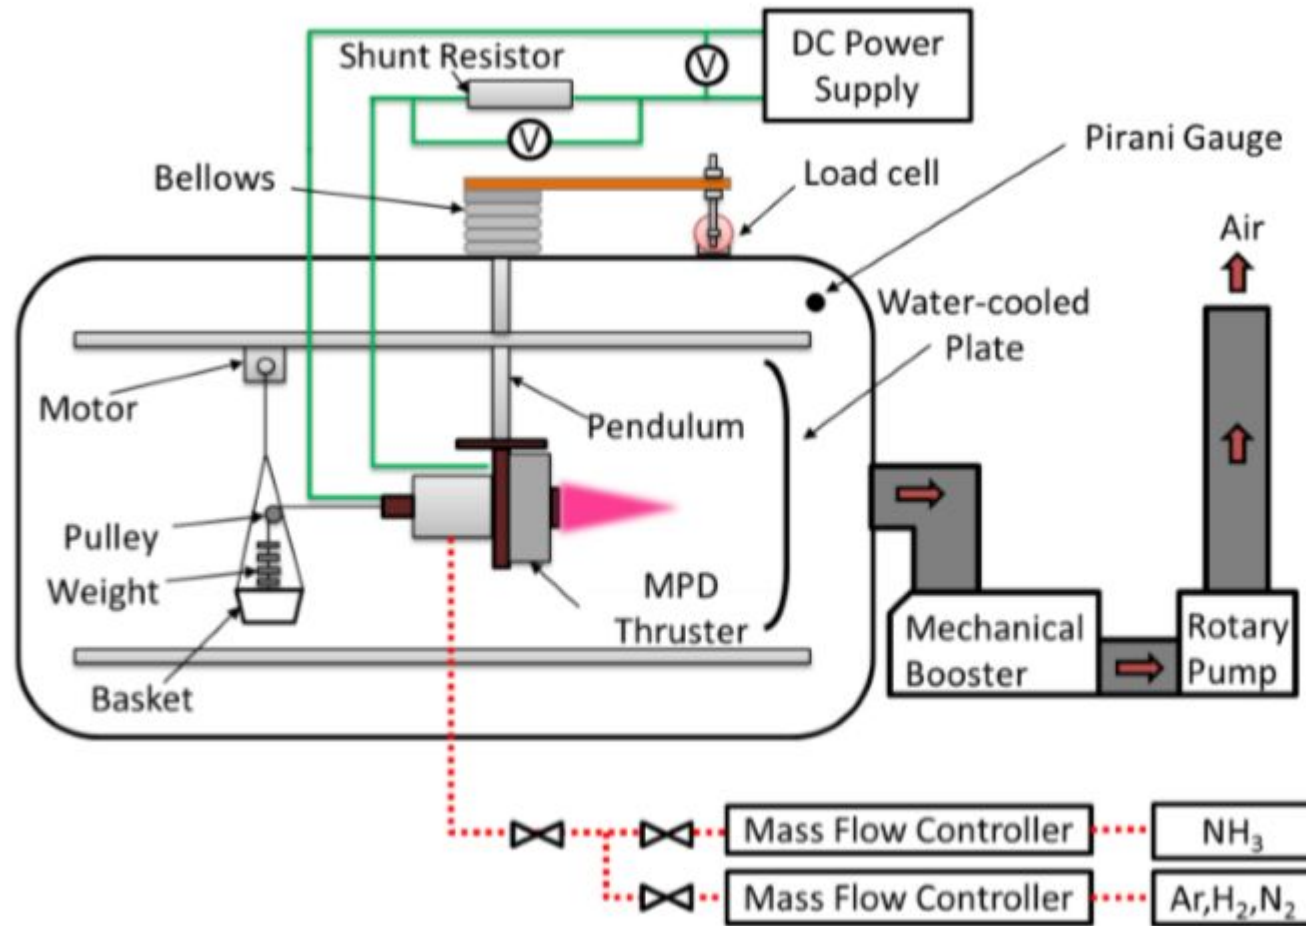 DC Power
Supply
Shunt Resistor
V
V
Bellows
Load cell
Pirani Gauge
Air
Water-cooled
Plate
Motor
Pendulum
Pulley
Weight
MPD
Thruster
Basket
Mechanical
Booster
Rotary
Pump
Mass Flow Controller
NH₃
Mass Flow Controller
Ar,H₂,N₂